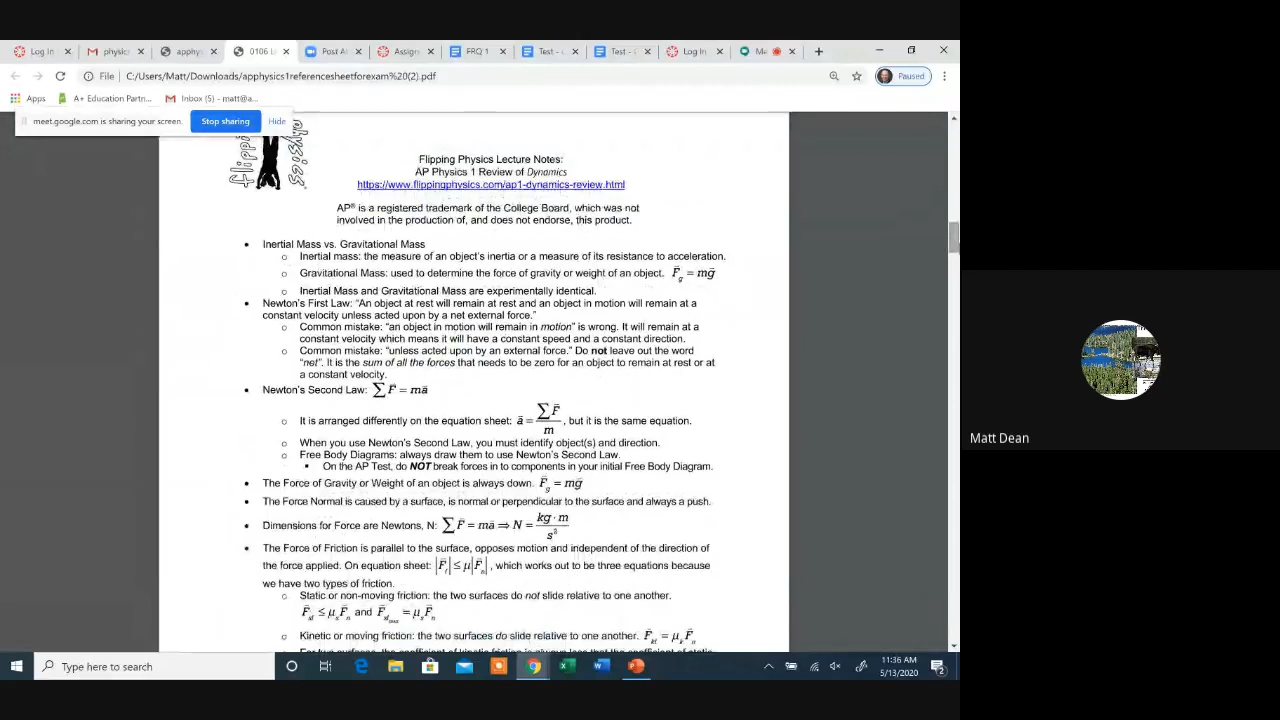 Log In
physic
apphy
0106 L
Post A
Assign
FRQ 1
Test - 
Test - 
Log In
Me
File C:/Users/Matt/Downloads/apphysics1referencesheetforexam%20(2).pdf
Paused
Apps A+ Education Partn... Inbox (5) - matt@a...
meet.google.com is sharing your screen. Stop sharing Hide
Flipping Physics Lecture Notes:
AP Physics 1 Review of Dynamics
https://www.flippingphysics.com/ap1-dynamics-review.html
AP® is a registered trademark of the College Board, which was not
involved in the production of, and does not endorse, this product.
• Inertial Mass vs. Gravitational Mass
o Inertial mass: the measure of an object's inertia or a measure of its resistance to acceleration.
o Gravitational Mass: used to determine the force of gravity or weight of an object. F⃗g = mg⃗
o Inertial Mass and Gravitational Mass are experimentally identical.
• Newton's First Law: "An object at rest will remain at rest and an object in motion will remain at a
constant velocity unless acted upon by a net external force."
o Common mistake: "an object in motion will remain in motion" is wrong. It will remain at a
constant velocity which means it will have a constant speed and a constant direction.
o Common mistake: "unless acted upon by an external force." Do not leave out the word
"net". It is the sum of all the forces that needs to be zero for an object to remain at rest or at
a constant velocity.
• Newton's Second Law: ∑F⃗ = ma⃗
o It is arranged differently on the equation sheet: a⃗ = ∑F⃗ / m, but it is the same equation.
o When you use Newton's Second Law, you must identify object(s) and direction.
o Free Body Diagrams: always draw them to use Newton's Second Law.
▪ On the AP Test, do NOT break forces in to components in your initial Free Body Diagram.
• The Force of Gravity or Weight of an object is always down. F⃗g = mg⃗
• The Force Normal is caused by a surface, is normal or perpendicular to the surface and always a push.
• Dimensions for Force are Newtons, N: ∑F⃗ = ma⃗ ⇒ N = kg·m / s²
• The Force of Friction is parallel to the surface, opposes motion and independent of the direction of
the force applied. On equation sheet: |F⃗f| ≤ μ|F⃗n|, which works out to be three equations because
we have two types of friction.
o Static or non-moving friction: the two surfaces do not slide relative to one another.
F⃗sf ≤ μsF⃗n and F⃗sfmax = μsF⃗n
o Kinetic or moving friction: the two surfaces do slide relative to one another. F⃗kf = μkF⃗n
Matt Dean
Type here to search
11:36 AM
5/13/2020
2